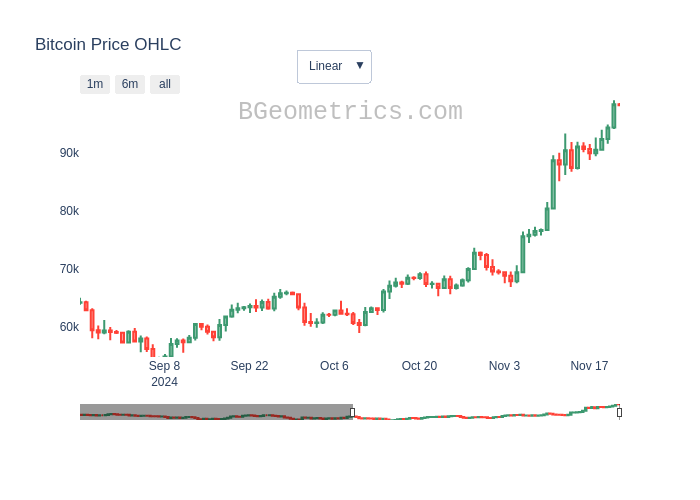 Bitcoin Price OHLC
Linear ▼
1m 6m all
BGeometrics.com
90k
80k
70k
60k
Sep 8 Sep 22 Oct 6 Oct 20 Nov 3 Nov 17
2024